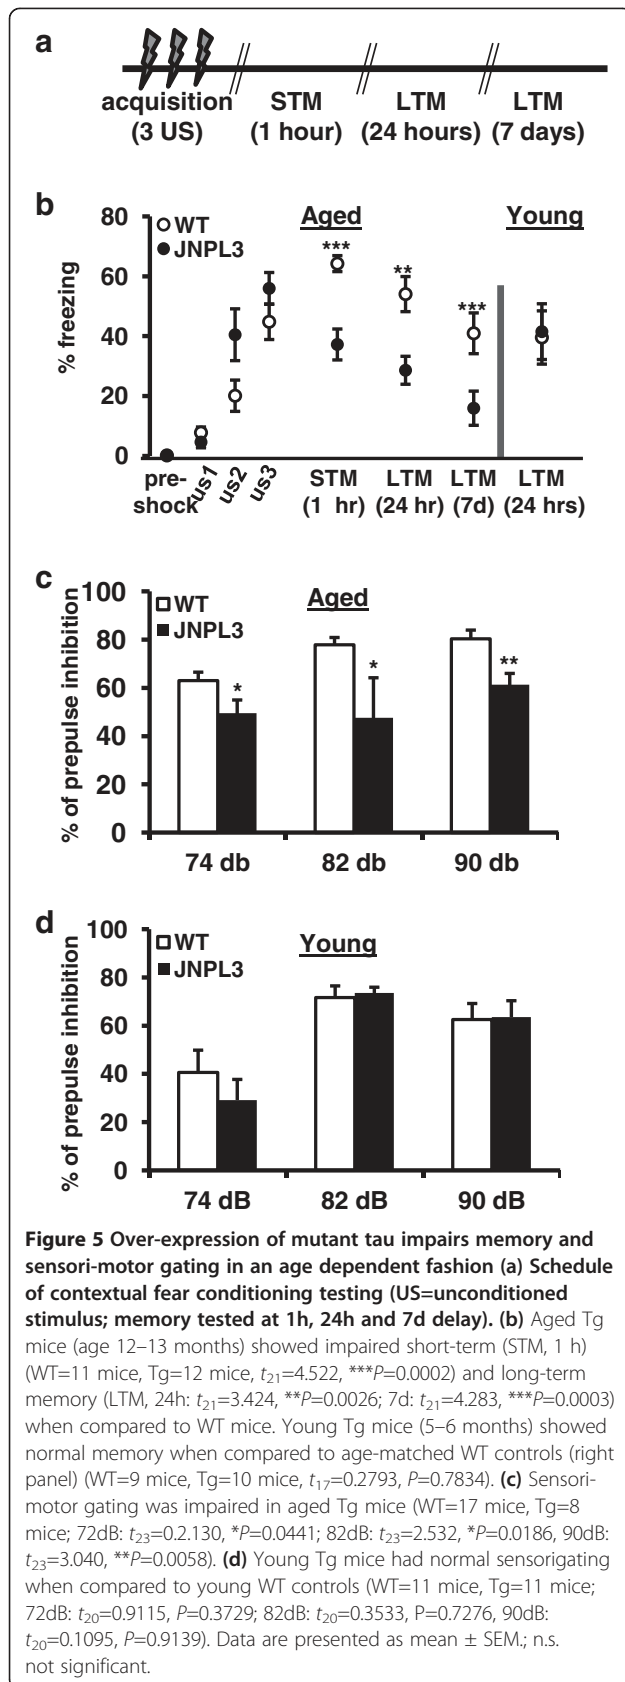 a
acquisition
(3 US)
STM
(1 hour)
LTM
(24 hours)
LTM
(7 days)
b
80
60
40
20
0
% freezing
WT
JNPL3
Aged
Young
***
**
***
pre-
shock
us1
us2
us3
STM
(1 hr)
LTM
(24 hr)
LTM
(7d)
LTM
(24 hrs)
c
100
80
60
40
20
0
% of prepulse inhibition
WT
JNPL3
Aged
*
*
**
74 db
82 db
90 db
d
100
80
60
40
20
0
% of prepulse inhibition
WT
JNPL3
Young
74 dB
82 dB
90 dB
Figure 5 Over-expression of mutant tau impairs memory and
sensori-motor gating in an age dependent fashion (a) Schedule
of contextual fear conditioning testing (US=unconditioned
stimulus; memory tested at 1h, 24h and 7d delay). (b) Aged Tg
mice (age 12–13 months) showed impaired short-term (STM, 1 h)
(WT=11 mice, Tg=12 mice, t21=4.522, ***P=0.0002) and long-term
memory (LTM, 24h: t21=3.424, **P=0.0026; 7d: t21=4.283, ***P=0.0003)
when compared to WT mice. Young Tg mice (5–6 months) showed
normal memory when compared to age-matched WT controls (right
panel) (WT=9 mice, Tg=10 mice, t17=0.2793, P=0.7834). (c) Sensori-
motor gating was impaired in aged Tg mice (WT=17 mice, Tg=8
mice; 72dB: t23=0.2.130, *P=0.0441; 82dB: t23=2.532, *P=0.0186, 90dB:
t23=3.040, **P=0.0058). (d) Young Tg mice had normal sensorigating
when compared to young WT controls (WT=11 mice, Tg=11 mice;
72dB: t20=0.9115, P=0.3729; 82dB: t20=0.3533, P=0.7276, 90dB:
t20=0.1095, P=0.9139). Data are presented as mean ± SEM.; n.s.
not significant.